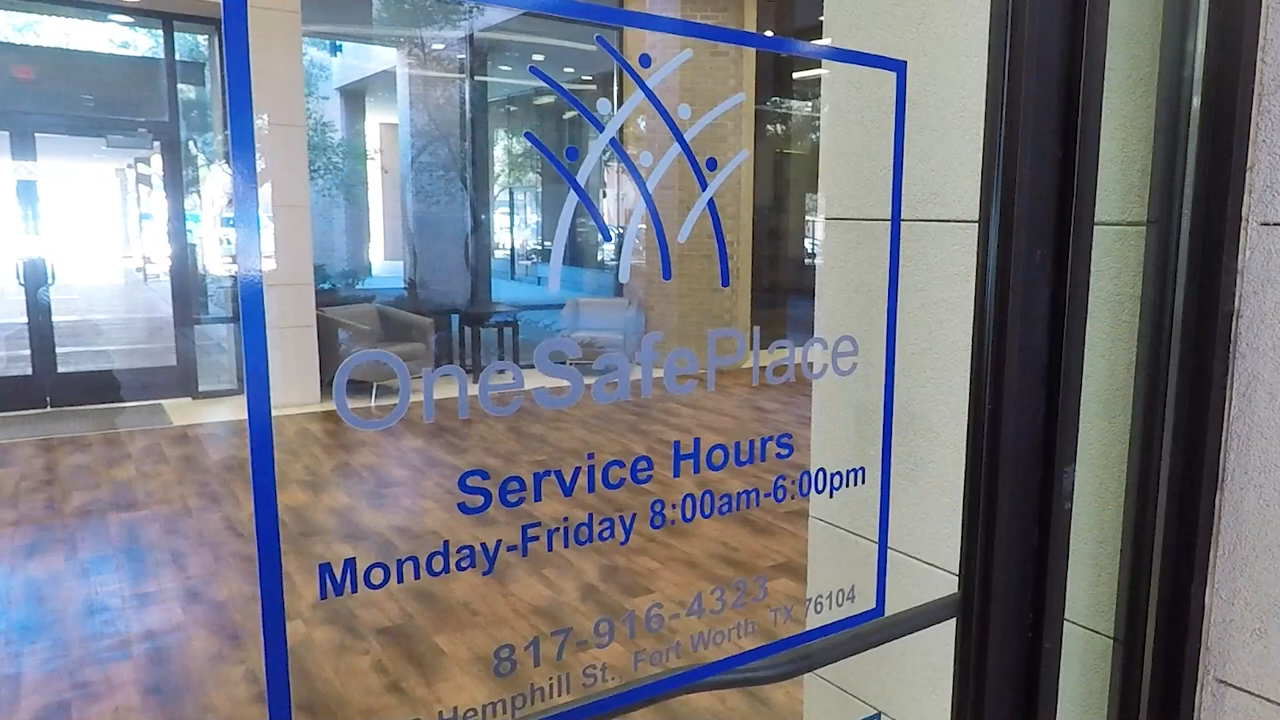 OneSafePlace
Service Hours
Monday-Friday 8:00am-6:00pm
817-916-4323
Hemphill St., Fort Worth TX 76104